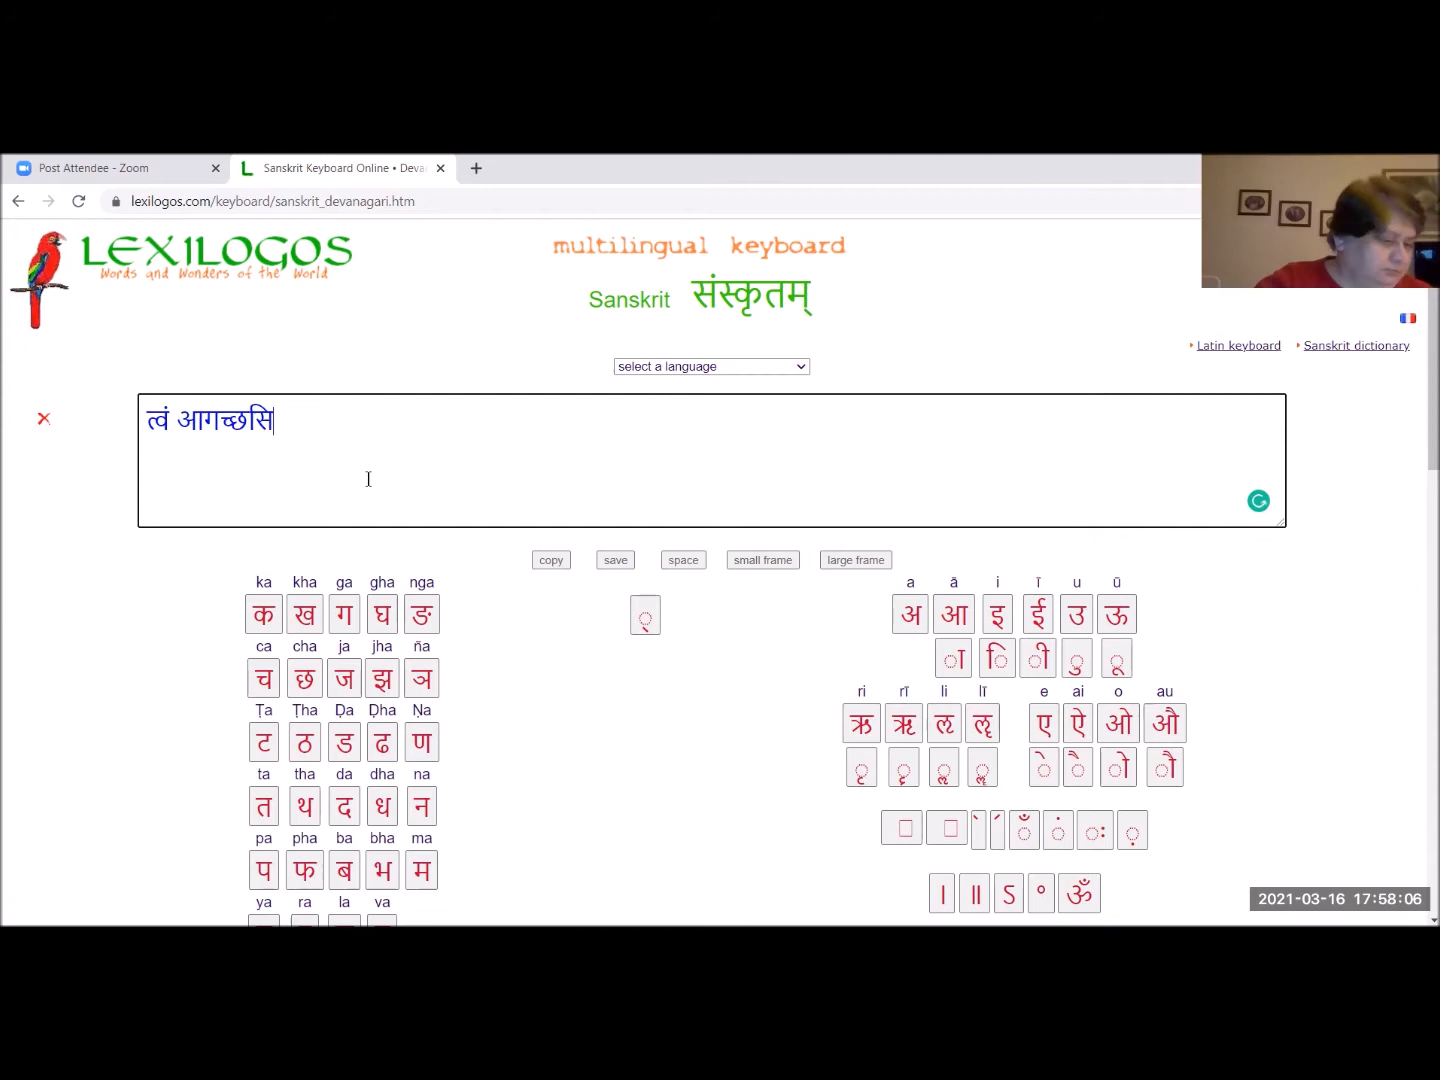 Post Attendee - Zoom
Sanskrit Keyboard Online • Deva
lexilogos.com/keyboard/sanskrit_devanagari.htm
LEXILOGOS
Words and Wonders of the World
multilingual keyboard
Sanskrit संस्कृतम्
Latin keyboard Sanskrit dictionary
select a language
त्वं आगच्छसि
copy save space small frame large frame
ka kha ga gha nga
क ख ग घ ङ
ca cha ja jha ña
च छ ज झ ञ
Ṭa Ṭha Ḍa Ḍha Ṇa
ट ठ ड ढ ण
ta tha da dha na
त थ द ध न
pa pha ba bha ma
प फ ब भ म
ya ra la va
्
a ā i ī u ū
अ आ इ ई उ ऊ
ा ि ी ु ू
ri rī li lī e ai o au
ऋ ॠ ऌ ॡ ए ऐ ओ औ
ृ ॄ ॢ ॣ े ै ो ौ
ँ ं ः ़
। ॥ ऽ ° ॐ
2021-03-16 17:58:06